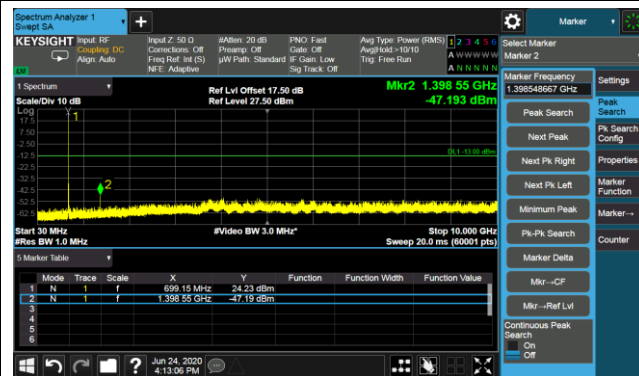 Spectrum Analyzer 1
Swept SA
Marker
KEYSIGHT
Input: RF
Coupling: DC
Align: Auto
Input Z: 50 Ω
Corrections: Off
Freq Ref: Int (S)
NFE: Adaptive
#Atten: 20 dB
Preamp: Off
µW Path: Standard
PNO: Fast
Gate: Off
IF Gain: Low
Sig Track: Off
Avg Type: Power (RMS)
Avg|Hold:>10/10
Trig: Free Run
1 2 3 4 5 6
A W W W W W
A N N N N N
Select Marker
Marker 2
1 Spectrum
Scale/Div 10 dB
Ref Lvl Offset 17.50 dB
Ref Level 27.50 dBm
Mkr2 1.398 55 GHz
-47.193 dBm
Log
17.5
7.50
-2.50
-12.5
-22.5
-32.5
-42.5
-52.5
-62.5
1
2
DL1 -13.00 dBm
Start 30 MHz
#Res BW 1.0 MHz
#Video BW 3.0 MHz*
Stop 10.000 GHz
Sweep 20.0 ms (60001 pts)
5 Marker Table
Mode Trace Scale X Y Function Function Width Function Value
1 N 1 f 699.15 MHz 24.23 dBm
2 N 1 f 1.398 55 GHz -47.19 dBm
3
4
5
6
Marker Frequency
1.398548667 GHz
Peak Search
Next Peak
Next Pk Right
Next Pk Left
Minimum Peak
Pk-Pk Search
Marker Delta
Mkr→CF
Mkr→Ref Lvl
Continuous Peak Search
On
Off
Settings
Peak Search
Pk Search Config
Properties
Marker Function
Marker→
Counter
Jun 24, 2020
4:13:06 PM